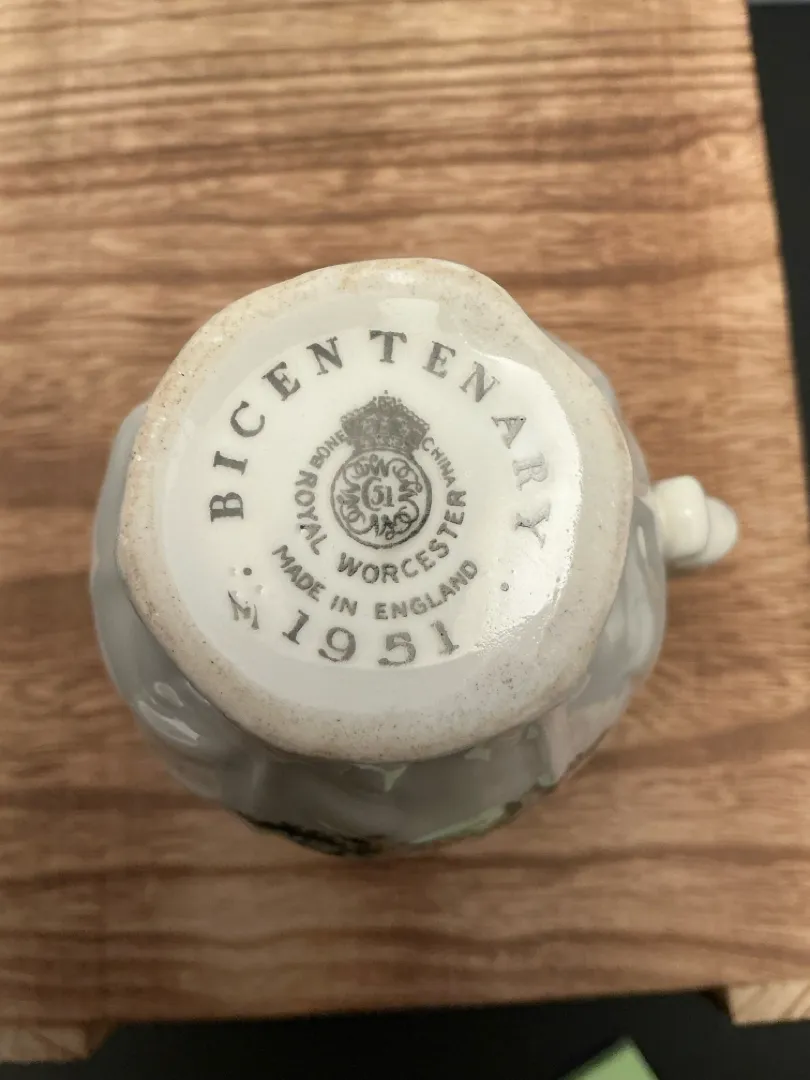 BICENTENARY
BONE CHINA
51
ROYAL WORCESTER
MADE IN ENGLAND
1951